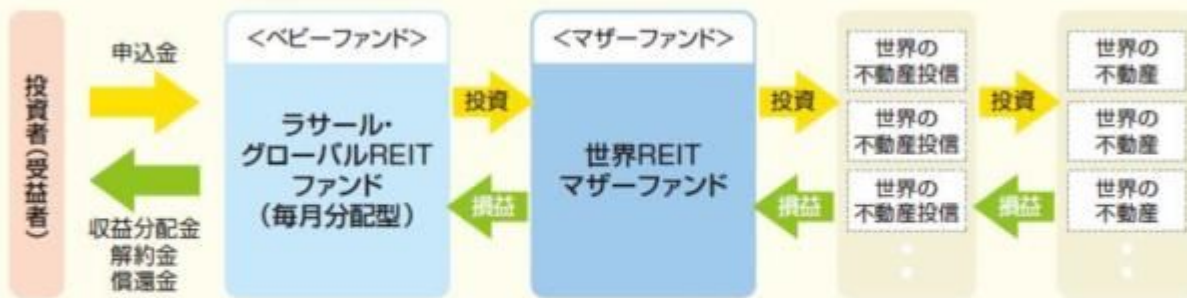 投資者(受益者)
申込金
収益分配金
解約金
償還金
<ベビーファンド>
ラサール・
グローバルREIT
ファンド
(毎月分配型)
投資
損益
<マザーファンド>
世界REIT
マザーファンド
投資
損益
世界の
不動産投信
世界の
不動産投信
世界の
不動産投信
投資
損益
世界の
不動産
世界の
不動産
世界の
不動産